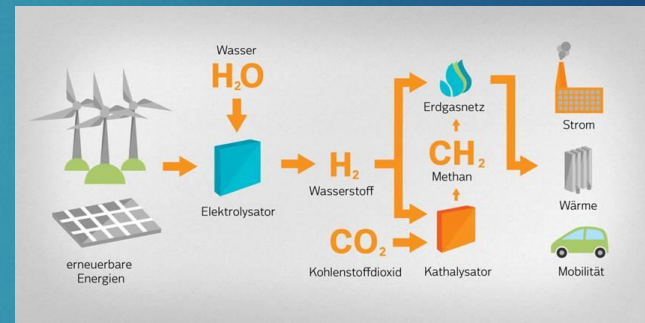 Wasser
H₂O
Elektrolysator
erneuerbare
Energien
H₂
Wasserstoff
CO₂
Kohlenstoffdioxid
Erdgasnetz
CH₂
Methan
Kathalysator
Strom
Wärme
Mobilität